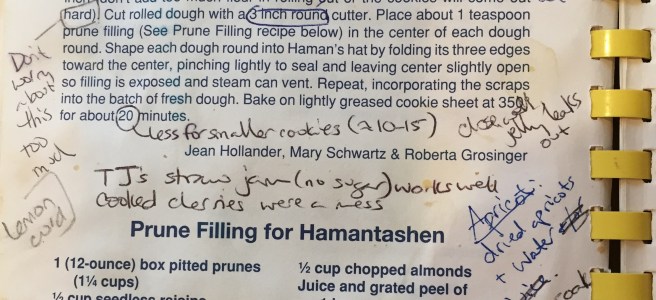 hard). Cut rolled dough with a 3 inch round cutter. Place about 1 teaspoon
prune filling (See Prune Filling recipe below) in the center of each dough
round. Shape each dough round into Haman's hat by folding its three edges
toward the center, pinching lightly to seal and leaving center slightly open
so filling is exposed and steam can vent. Repeat, incorporating the scraps
into the batch of fresh dough. Bake on lightly greased cookie sheet at 350
for about 20 minutes.
Don't
worry
about
this
too
much
lemon
curd
Less for smaller cookies (~10-15)
close well
jelly leaks
out
Jean Hollander, Mary Schwartz & Roberta Grosinger
TJ's straw jam (no sugar) works well
cooked cherries were a mess
Prune Filling for Hamantashen
Apricot:
dried apricots
+ water
1 (12-ounce) box pitted prunes
(1¼ cups)
½ cup seedless raisins
½ cup chopped almonds
Juice and grated peel of
cook